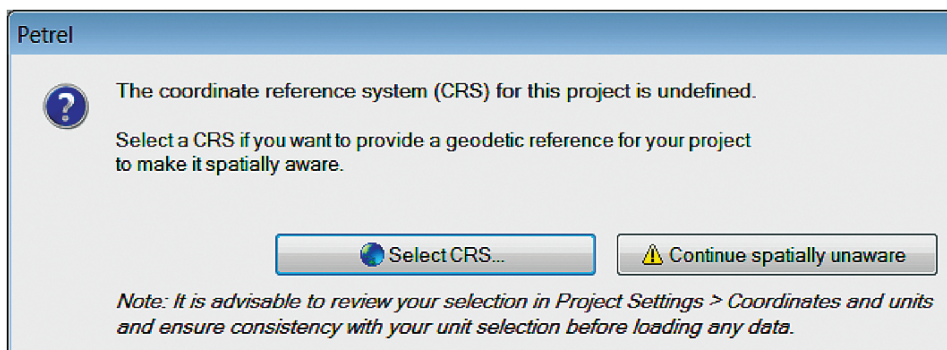 Petrel
The coordinate reference system (CRS) for this project is undefined.
Select a CRS if you want to provide a geodetic reference for your project
to make it spatially aware.
Select CRS... Continue spatially unaware
Note: It is advisable to review your selection in Project Settings > Coordinates and units
and ensure consistency with your unit selection before loading any data.